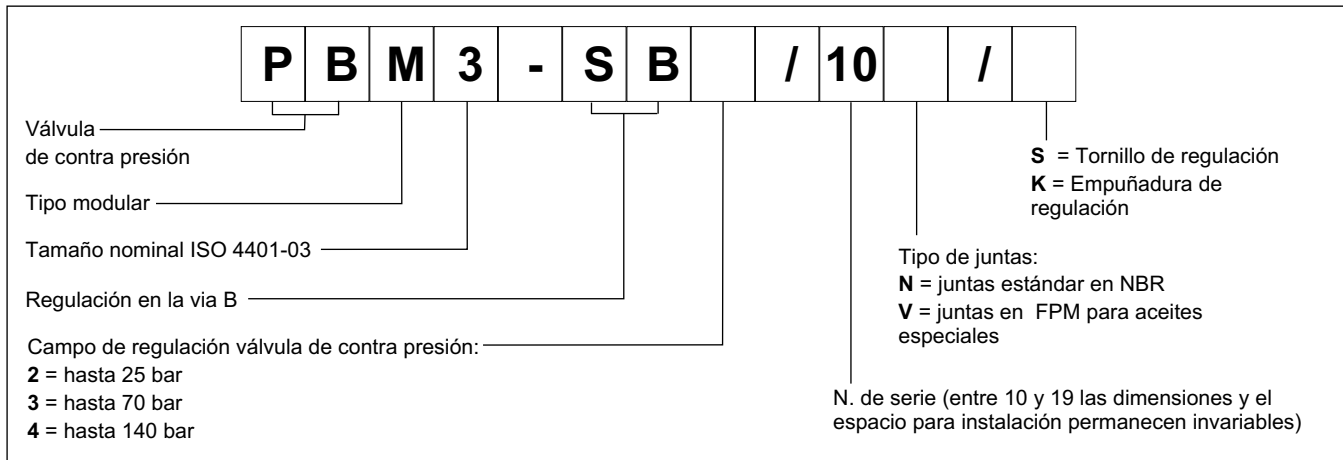 P B M 3 - S B / 10 /
Válvula
de contra presión
Tipo modular
Tamaño nominal ISO 4401-03
Regulación en la via B
Campo de regulación válvula de contra presión:
2 = hasta 25 bar
3 = hasta 70 bar
4 = hasta 140 bar
S = Tornillo de regulación
K = Empuñadura de
regulación
Tipo de juntas:
N = juntas estándar en NBR
V = juntas en FPM para aceites
especiales
N. de serie (entre 10 y 19 las dimensiones y el
espacio para instalación permanecen invariables)